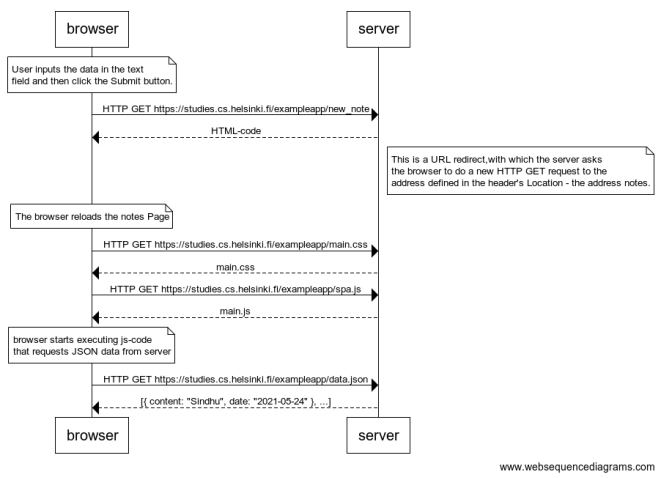 browser
server
User inputs the data in the text
field and then click the Submit button.
HTTP GET https://studies.cs.helsinki.fi/exampleapp/new_note
HTML-code
This is a URL redirect,with which the server asks
the browser to do a new HTTP GET request to the
address defined in the header's Location - the address notes.
The browser reloads the notes Page
HTTP GET https://studies.cs.helsinki.fi/exampleapp/main.css
main.css
HTTP GET https://studies.cs.helsinki.fi/exampleapp/spa.js
main.js
browser starts executing js-code
that requests JSON data from server
HTTP GET https://studies.cs.helsinki.fi/exampleapp/data.json
[{ content: "Sindhu", date: "2021-05-24" }, ...]
browser
server
www.websequencediagrams.com